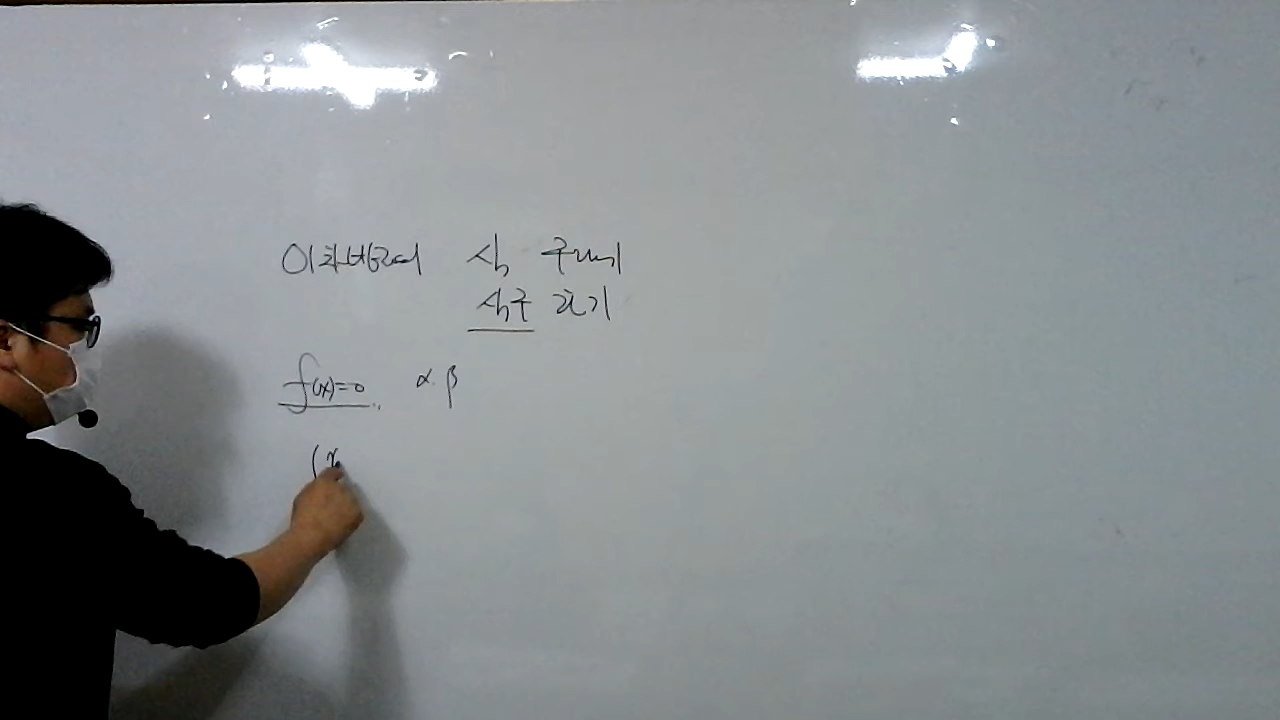 이차방정식 식 구하기
식구 하기
f(x)=0 α. β
(x